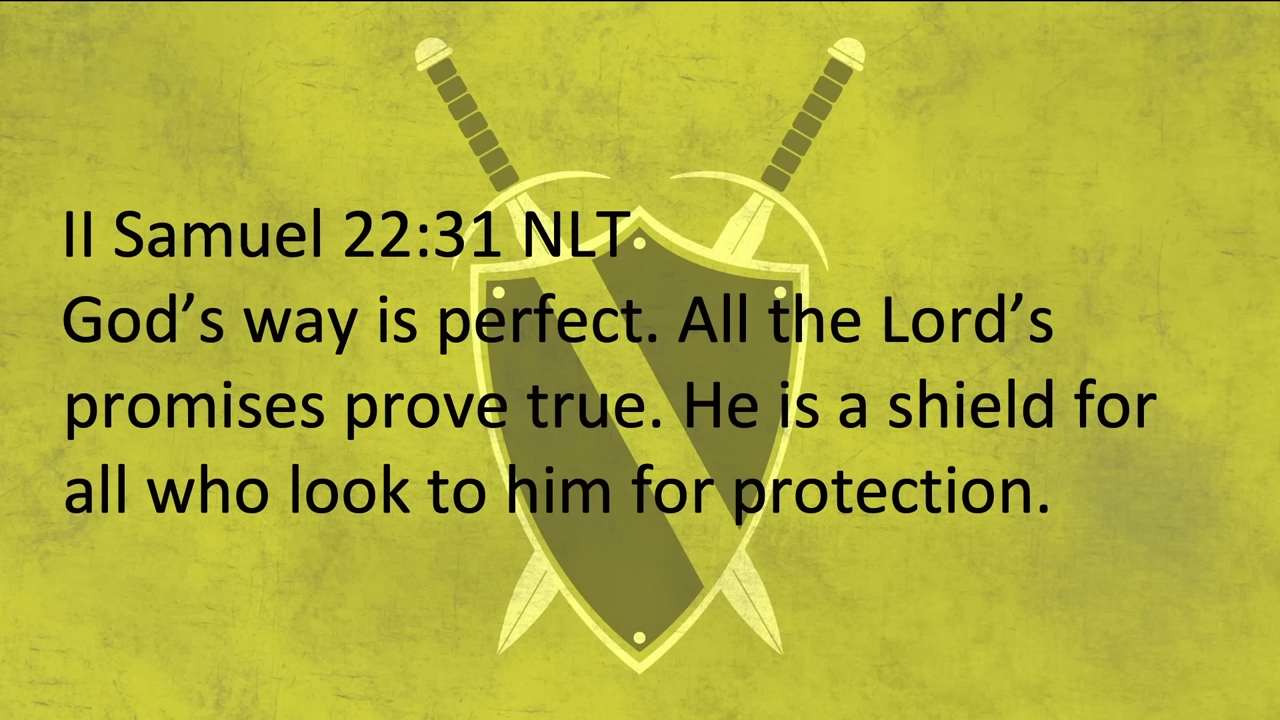 II Samuel 22:31 NLT
God’s way is perfect. All the Lord’s
promises prove true. He is a shield for
all who look to him for protection.